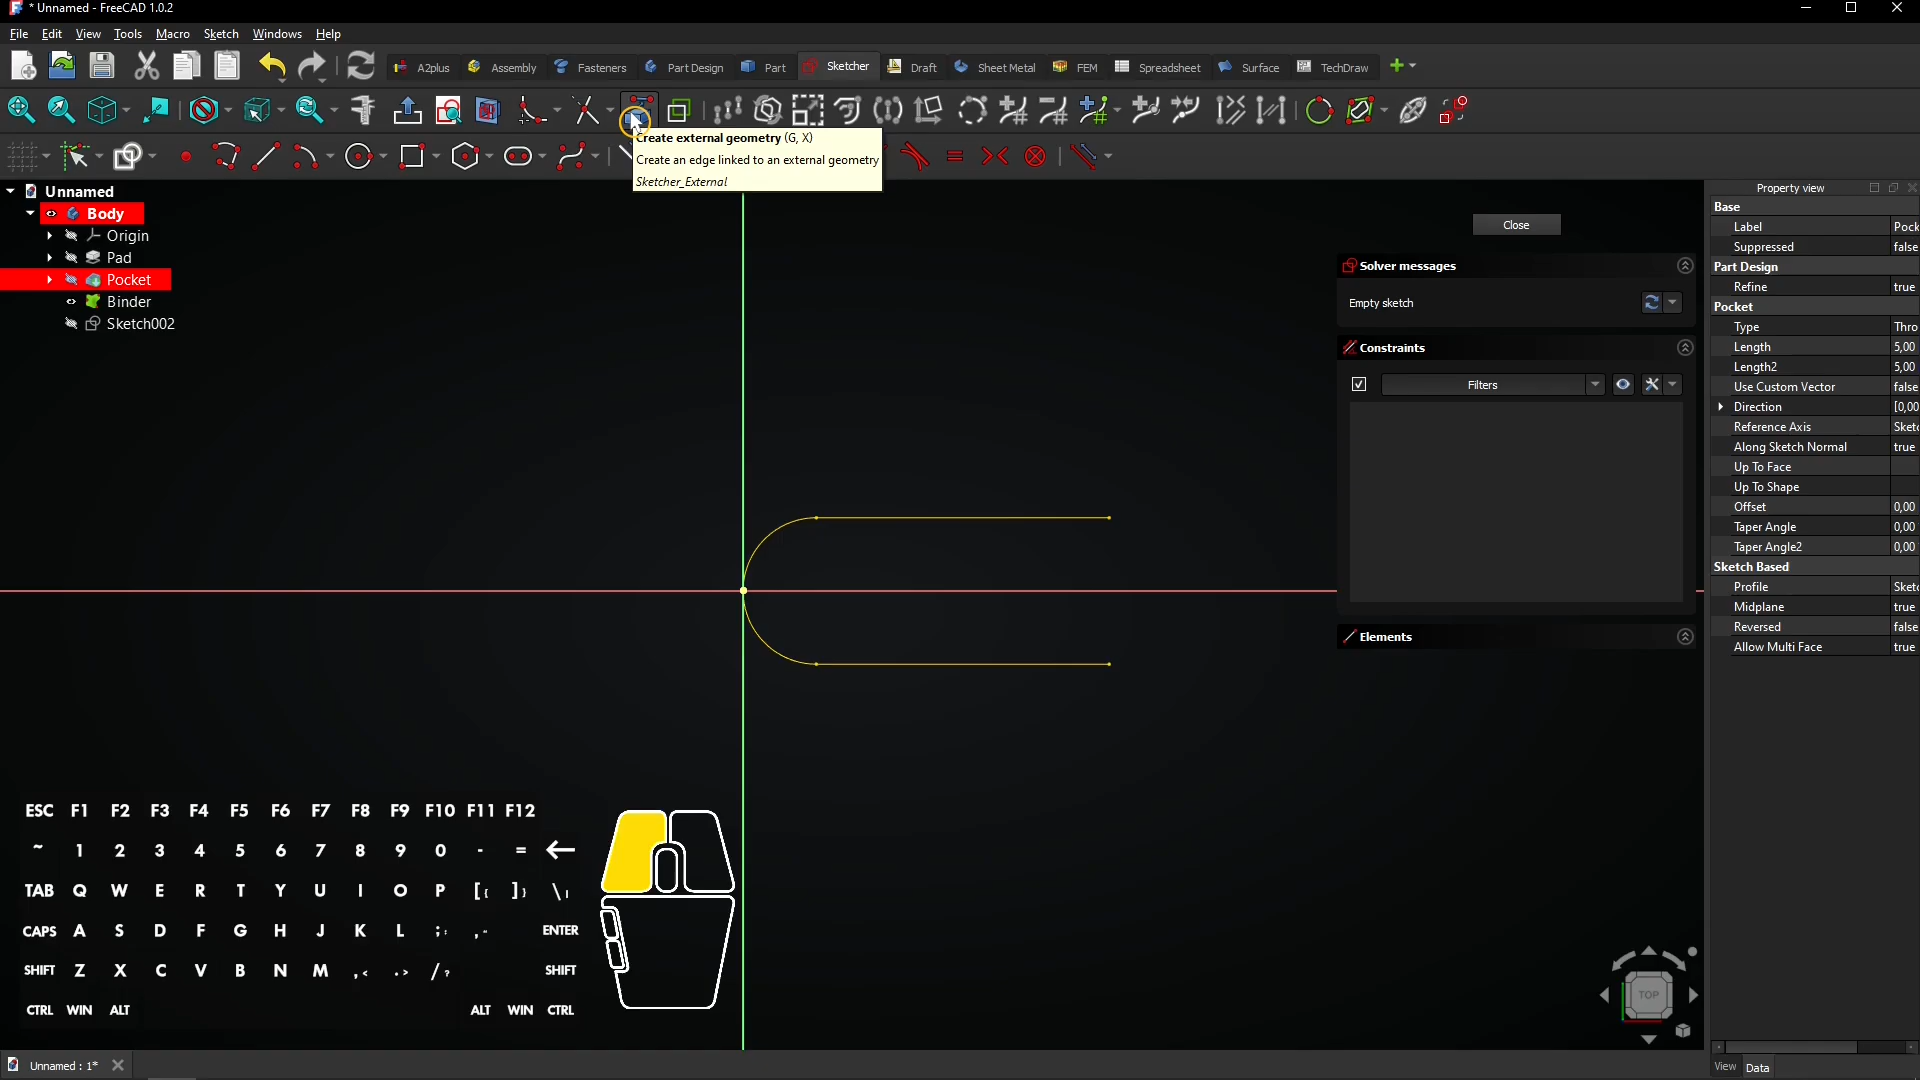 * Unnamed - FreeCAD 1.0.2
File Edit View Tools Macro Sketch Windows Help
A2plus Assembly Fasteners Part Design Part Sketcher Draft Sheet Metal FEM Spreadsheet Surface TechDraw
Create external geometry (G, X)
Create an edge linked to an external geometry
Sketcher_External
Unnamed
Body
Origin
Pad
Pocket
Binder
Sketch002
Close
Solver messages
Empty sketch
Constraints
Filters
Elements
Property view
Base
Label Pock
Suppressed false
Part Design
Refine true
Pocket
Type Thro
Length 5,00
Length2 5,00
Use Custom Vector false
Direction [0,00
Reference Axis Sket
Along Sketch Normal true
Up To Face
Up To Shape
Offset 0,00
Taper Angle 0,00
Taper Angle2 0,00
Sketch Based
Profile Sket
Midplane true
Reversed false
Allow Multi Face true
ESC F1 F2 F3 F4 F5 F6 F7 F8 F9 F10 F11 F12
~ 1 2 3 4 5 6 7 8 9 0 - =
TAB Q W E R T Y U I O P [{ ]} \|
CAPS A S D F G H J K L ;: ," ENTER
SHIFT Z X C V B N M ,< .> /? SHIFT
CTRL WIN ALT ALT WIN CTRL
TOP
Unnamed : 1*
View Data